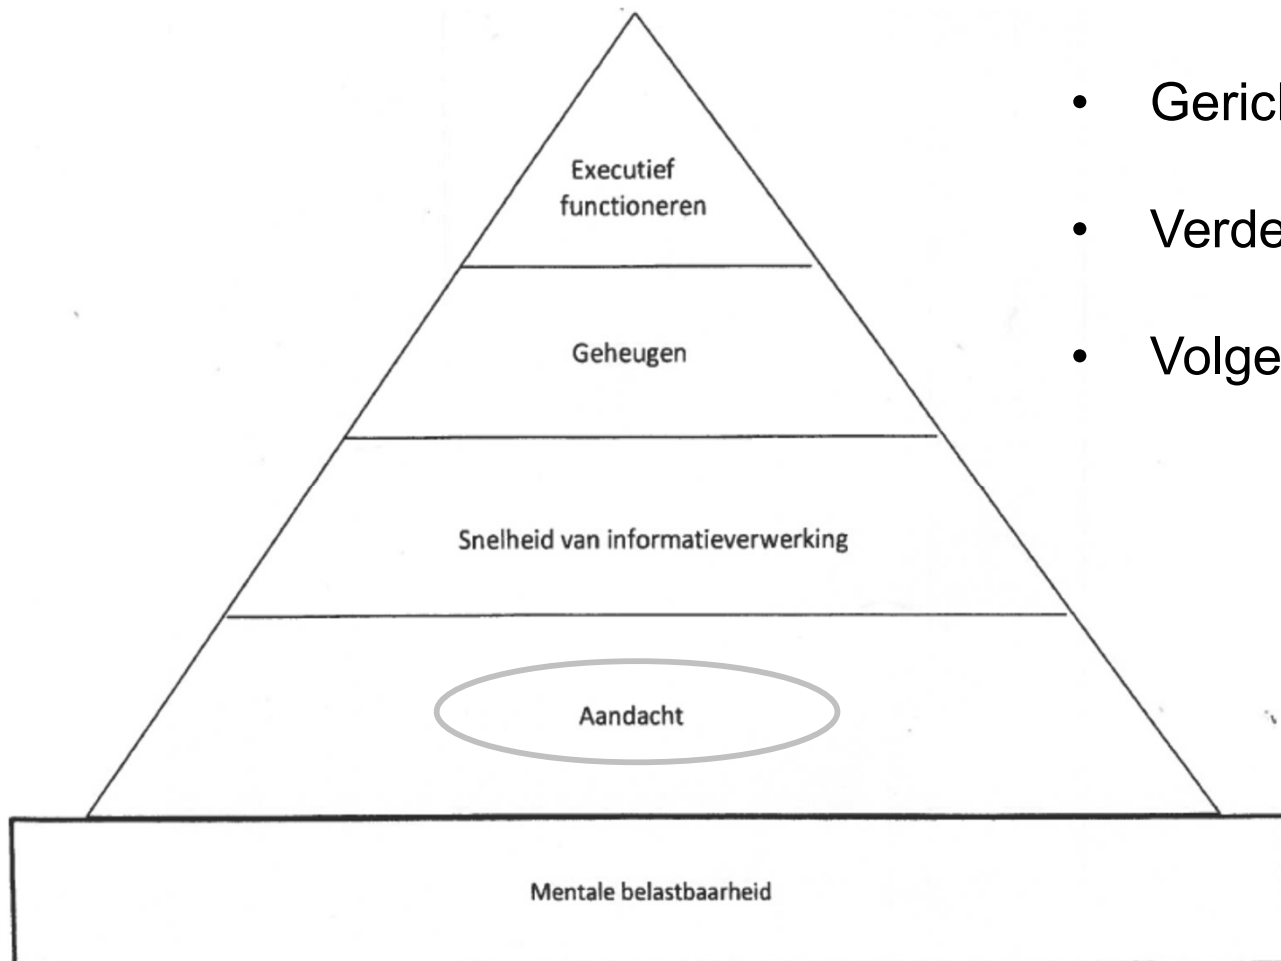 Executief
functioneren
Geheugen
Snelheid van informatieverwerking
Aandacht
Mentale belastbaarheid
•
•
•